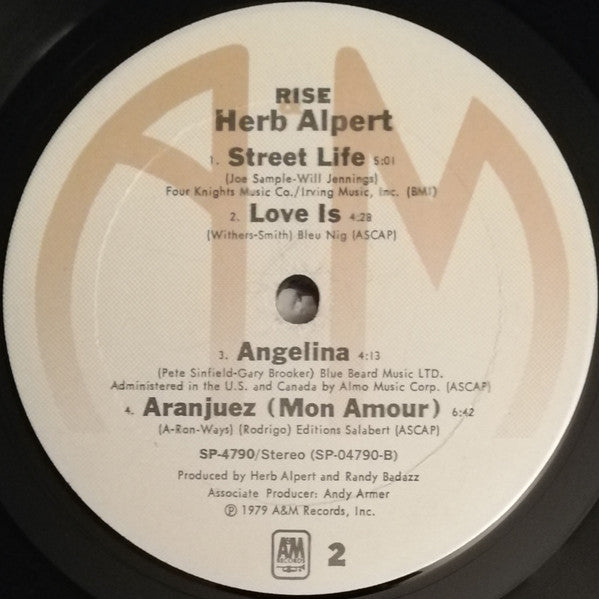 RISE
Herb Alpert
1. Street Life 5:01
(Joe Sample-Will Jennings)
Four Knights Music Co./Irving Music, Inc. (BMI)
2. Love Is 4:28
(Withers-Smith) Bleu Nig (ASCAP)
3. Angelina 4:13
(Pete Sinfield-Gary Brooker) Blue Beard Music LTD.
Administered in the U.S. and Canada by Almo Music Corp. (ASCAP)
4. Aranjuez (Mon Amour) 6:42
(A-Ron-Ways) (Rodrigo) Editions Salabert (ASCAP)
SP-4790/Stereo (SP-04790-B)
Produced by Herb Alpert and Randy Badazz
Associate Producer: Andy Armer
℗ 1979 A&M Records, Inc.
A&M
RECORDS
2